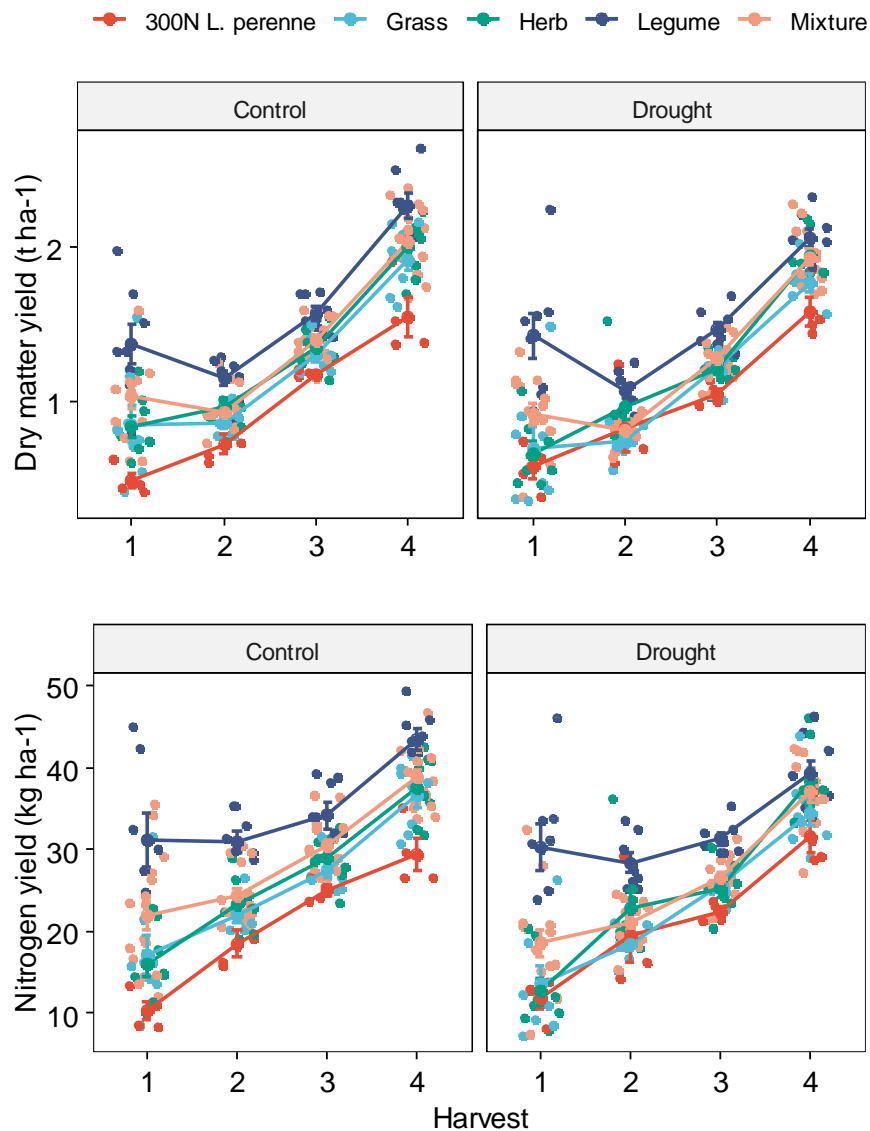 300N L. perenne Grass Herb Legume Mixture
Control Drought
Dry matter yield (t ha-1)
2
1
1 2 3 4 1 2 3 4
Control Drought
Nitrogen yield (kg ha-1)
50
40
30
20
10
1 2 3 4 1 2 3 4
Harvest